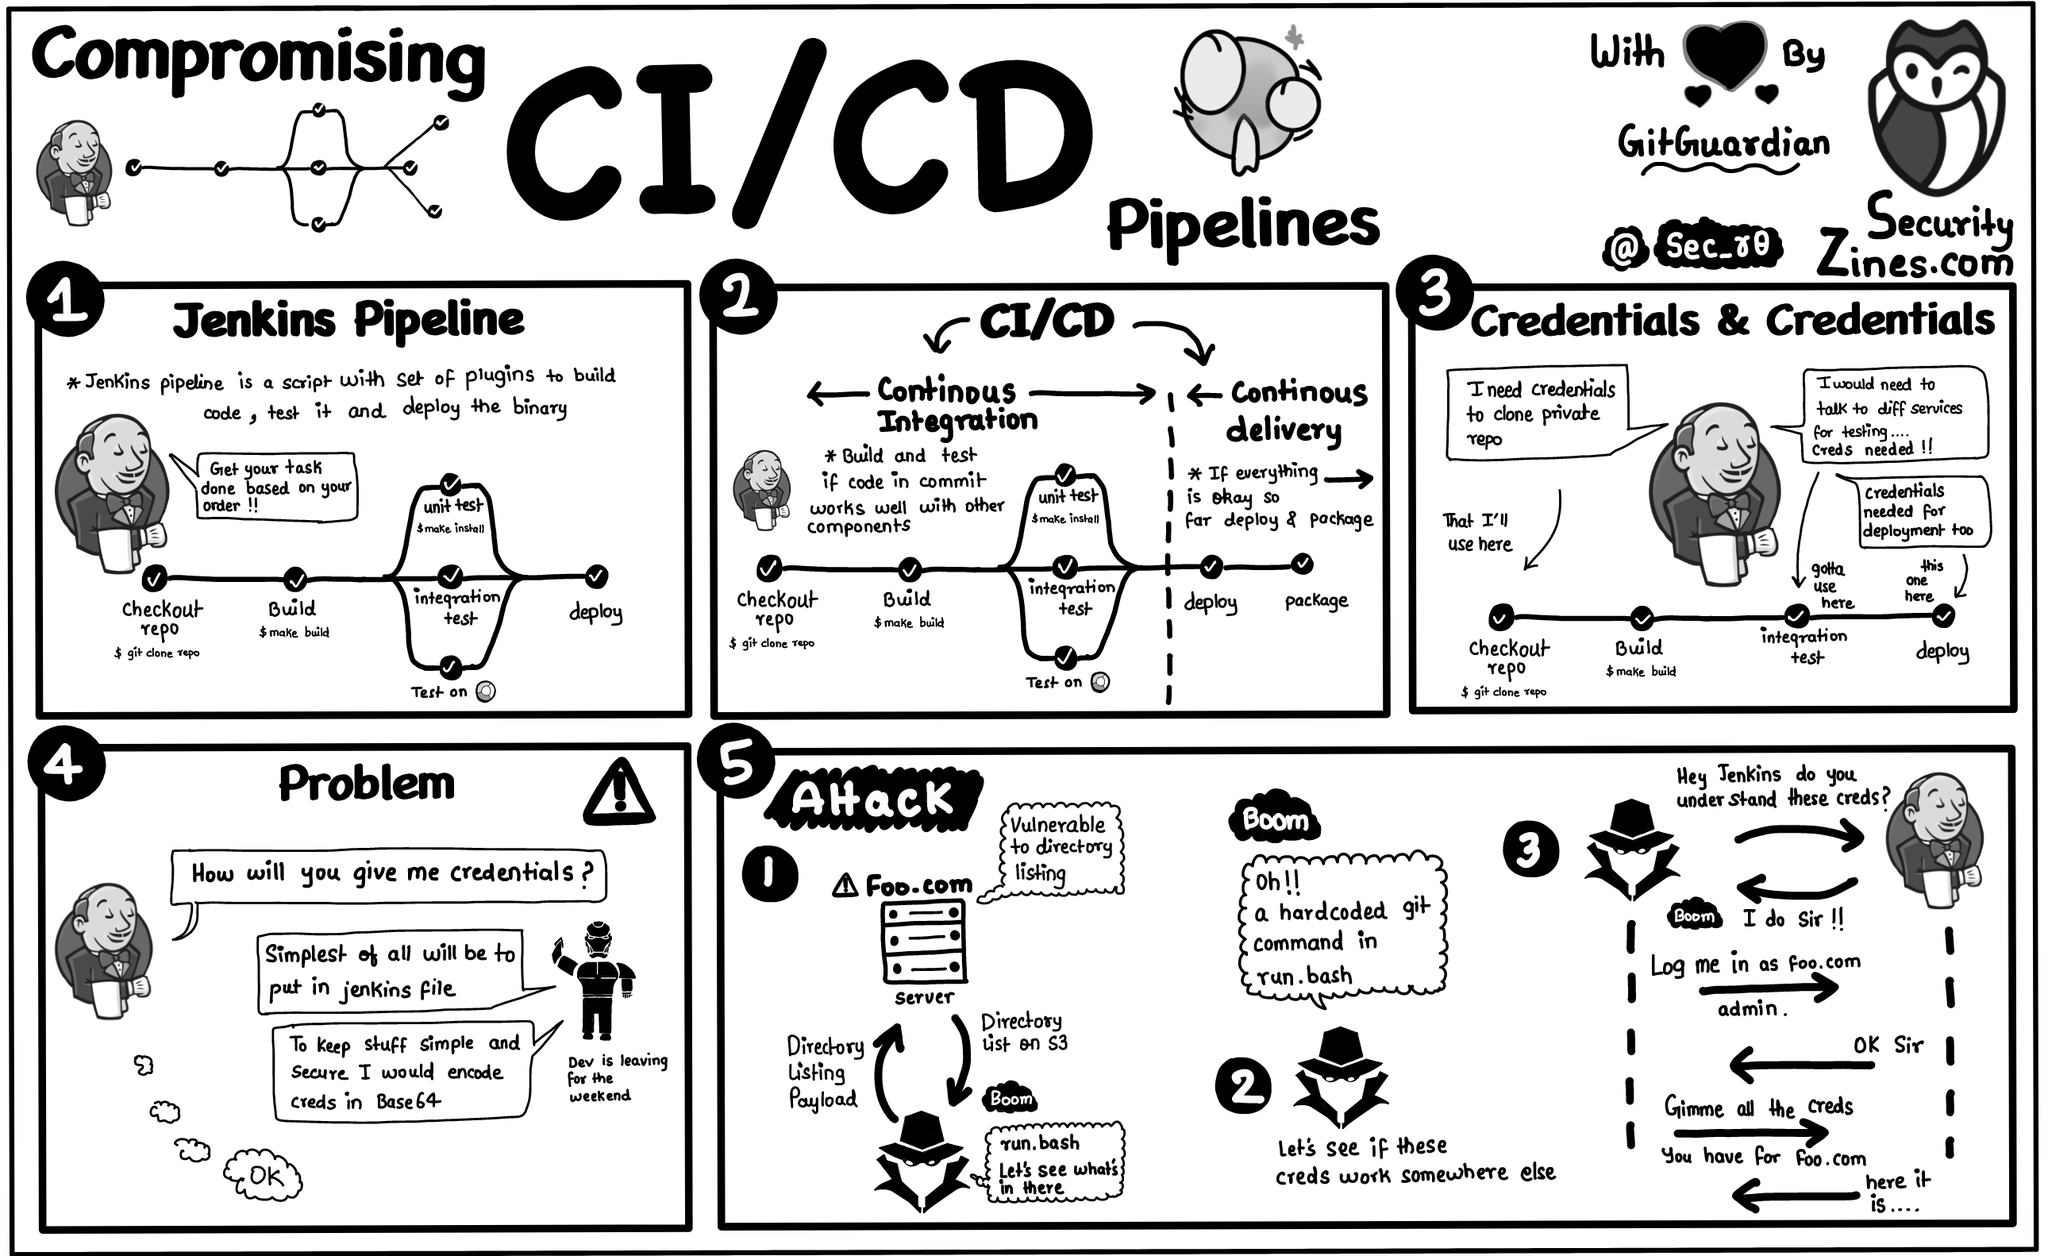 Compromising
CI/CD
Pipelines
With
By
GitGuardian
@ Sec_r0
Security
Zines.com
1
Jenkins Pipeline
* Jenkins pipeline is a script with set of plugins to build
code, test it and deploy the binary
Get your task
done based on your
order !!
unit test
$ make install
Checkout
repo
$ git clone repo
Build
$ make build
integration
test
deploy
Test on
2
CI/CD
Continous
Integration
Continous
delivery
* Build and test
if code in commit
works well with other
components
* If everything
is okay so
far deploy & package
unit test
$ make install
Checkout
repo
$ git clone repo
Build
$ make build
integration
test
deploy
package
Test on
3
Credentials & Credentials
I need credentials
to clone private
repo
I would need to
talk to diff services
for testing....
Creds needed !!
Credentials
needed for
deployment too
That I'll
use here
gotta
use
here
this
one
here
Checkout
repo
$ git clone repo
Build
$ make build
integration
test
deploy
4
Problem
How will you give me credentials?
Simplest of all will be to
put in jenkins file
To keep stuff simple and
secure I would encode
creds in Base64
Dev is leaving
for the
weekend
OK
5
Attack
1
Foo.com
Vulnerable
to directory
listing
server
Directory
Listing
Payload
Directory
List on S3
Boom
run.bash
Let's see what's
in there
Boom
Oh!!
a hardcoded git
command in
run.bash
2
Let's see if these
creds work somewhere else
3
Hey Jenkins do you
understand these creds?
Boom
I do Sir !!
Log me in as foo.com
admin.
OK Sir
Gimme all the creds
you have for foo.com
here it
is....